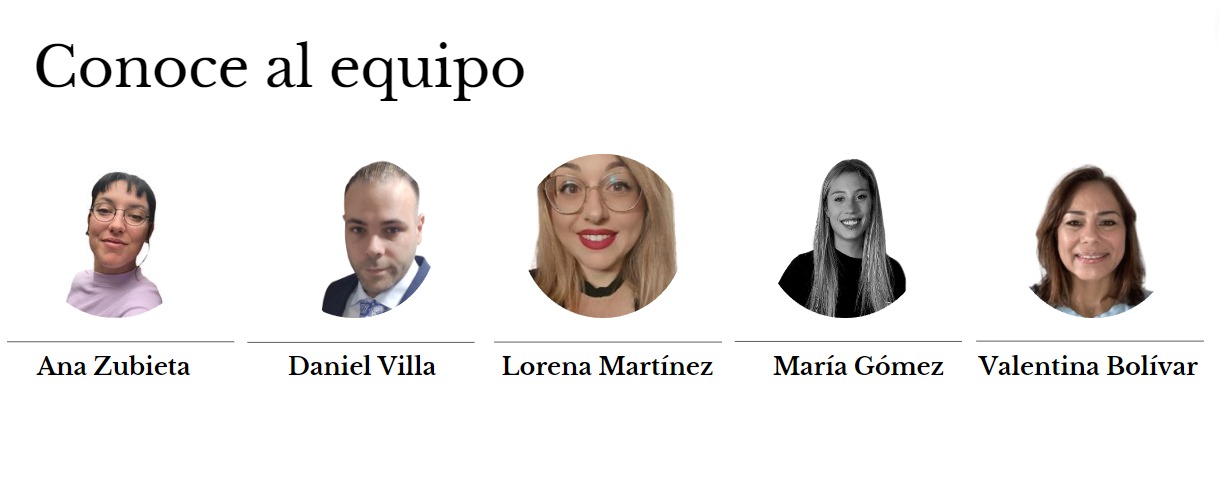 Conoce al equipo
Ana Zubieta
Daniel Villa
Lorena Martínez
María Gómez
Valentina Bolívar